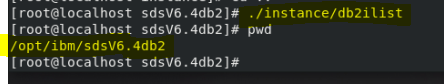 [root@localhost sdsV6.4db2]# ./instance/db2ilist
[root@localhost sdsV6.4db2]# pwd
/opt/ibm/sdsV6.4db2
[root@localhost sdsV6.4db2]#